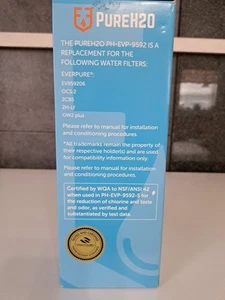 PUREH2O
THE PUREH2O PH-EVP-9592 IS A
REPLACEMENT FOR THE
FOLLOWING WATER FILTERS:
EVERPURE*:
EV959206
QCS 2
2CB5
2H-L†
OW2 plus
Please refer to manual for installation
and conditioning procedures.
*All trademarks remain the property of
their respective holder(s) and are used
for compatibility information only.
Please refer to manual for installation
and conditioning procedures.
Certified by WQA to NSF/ANSI 42
when used in PH-EVP-9592-S for
the reduction of chlorine and taste
and odor, as verified and
substantiated by test data.